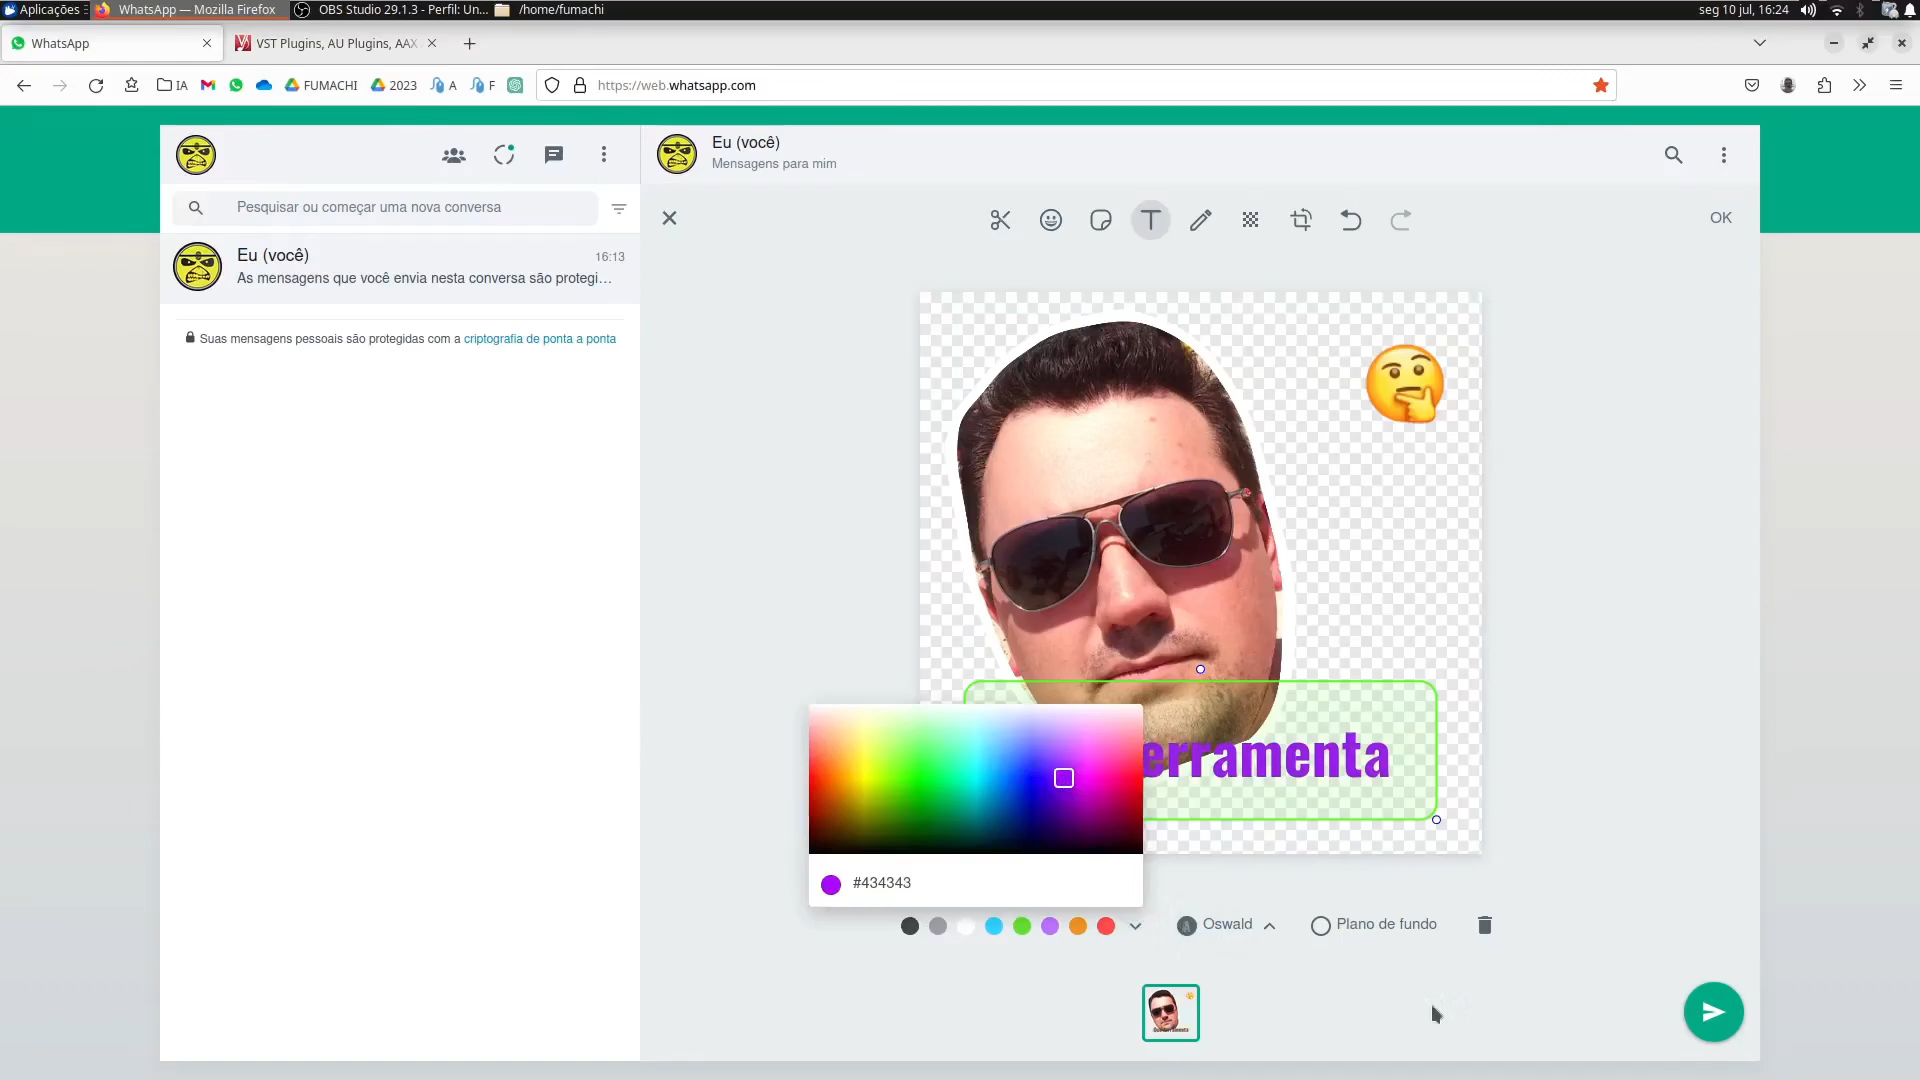 Aplicações
WhatsApp — Mozilla Firefox
OBS Studio 29.1.3 - Perfil: Un...
/home/fumachi
seg 10 jul, 16:24
WhatsApp
VST Plugins, AU Plugins, AAX
IA
FUMACHI
2023
A
F
https://web.whatsapp.com
Eu (você)
Mensagens para mim
Pesquisar ou começar uma nova conversa
OK
Eu (você)
16:13
As mensagens que você envia nesta conversa são protegi...
Suas mensagens pessoais são protegidas com a criptografia de ponta a ponta
erramenta
#434343
Oswald
Plano de fundo